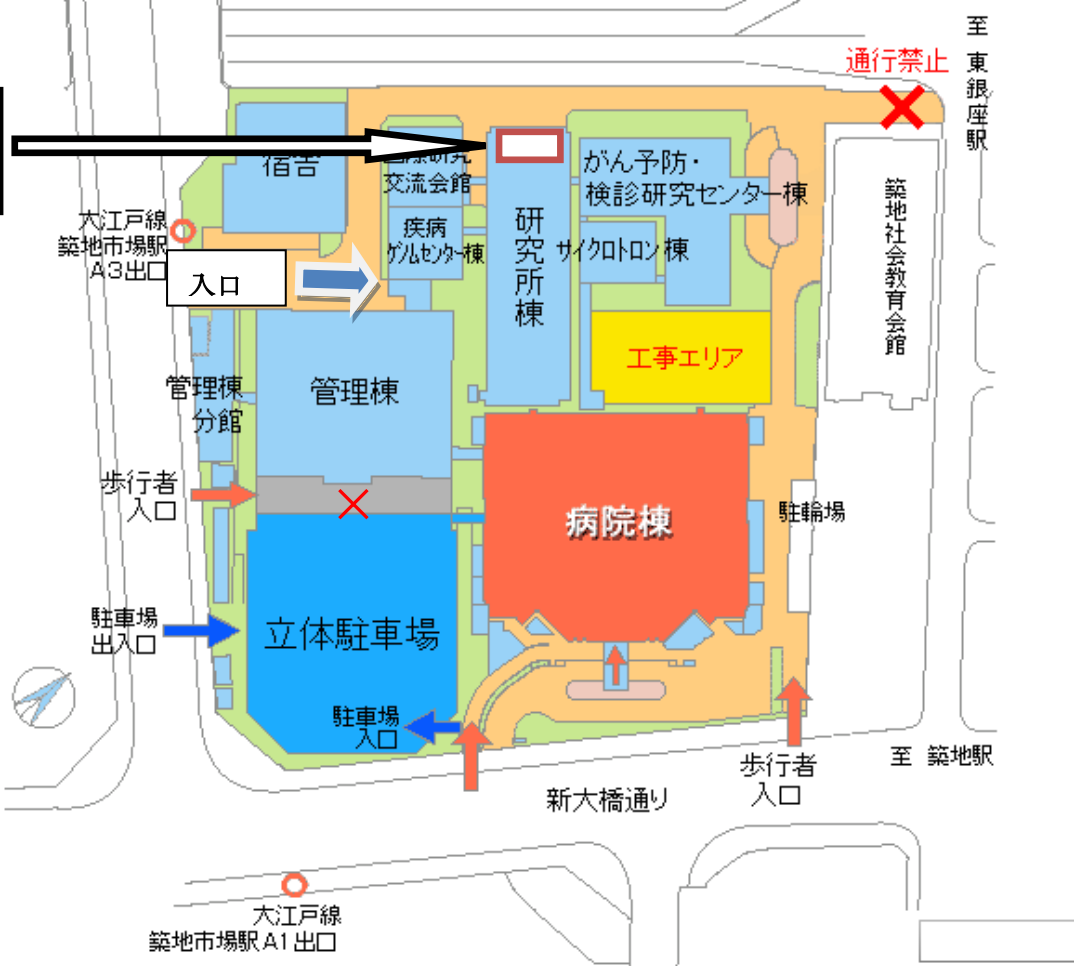 至
東銀座駅
通行禁止
宿舎
国際研究
交流会館
がん予防・
検診研究センター棟
築地社会教育会館
大江戸線
築地市場駅
A3出口
疾病
ゲノムセンター棟
研究所棟
サイクロトロン棟
入口
工事エリア
管理棟
管理棟
分館
歩行者
入口
病院棟
駐輪場
駐車場
出入口
立体駐車場
駐車場
入口
歩行者
入口
至 築地駅
新大橋通り
大江戸線
築地市場駅A1出口